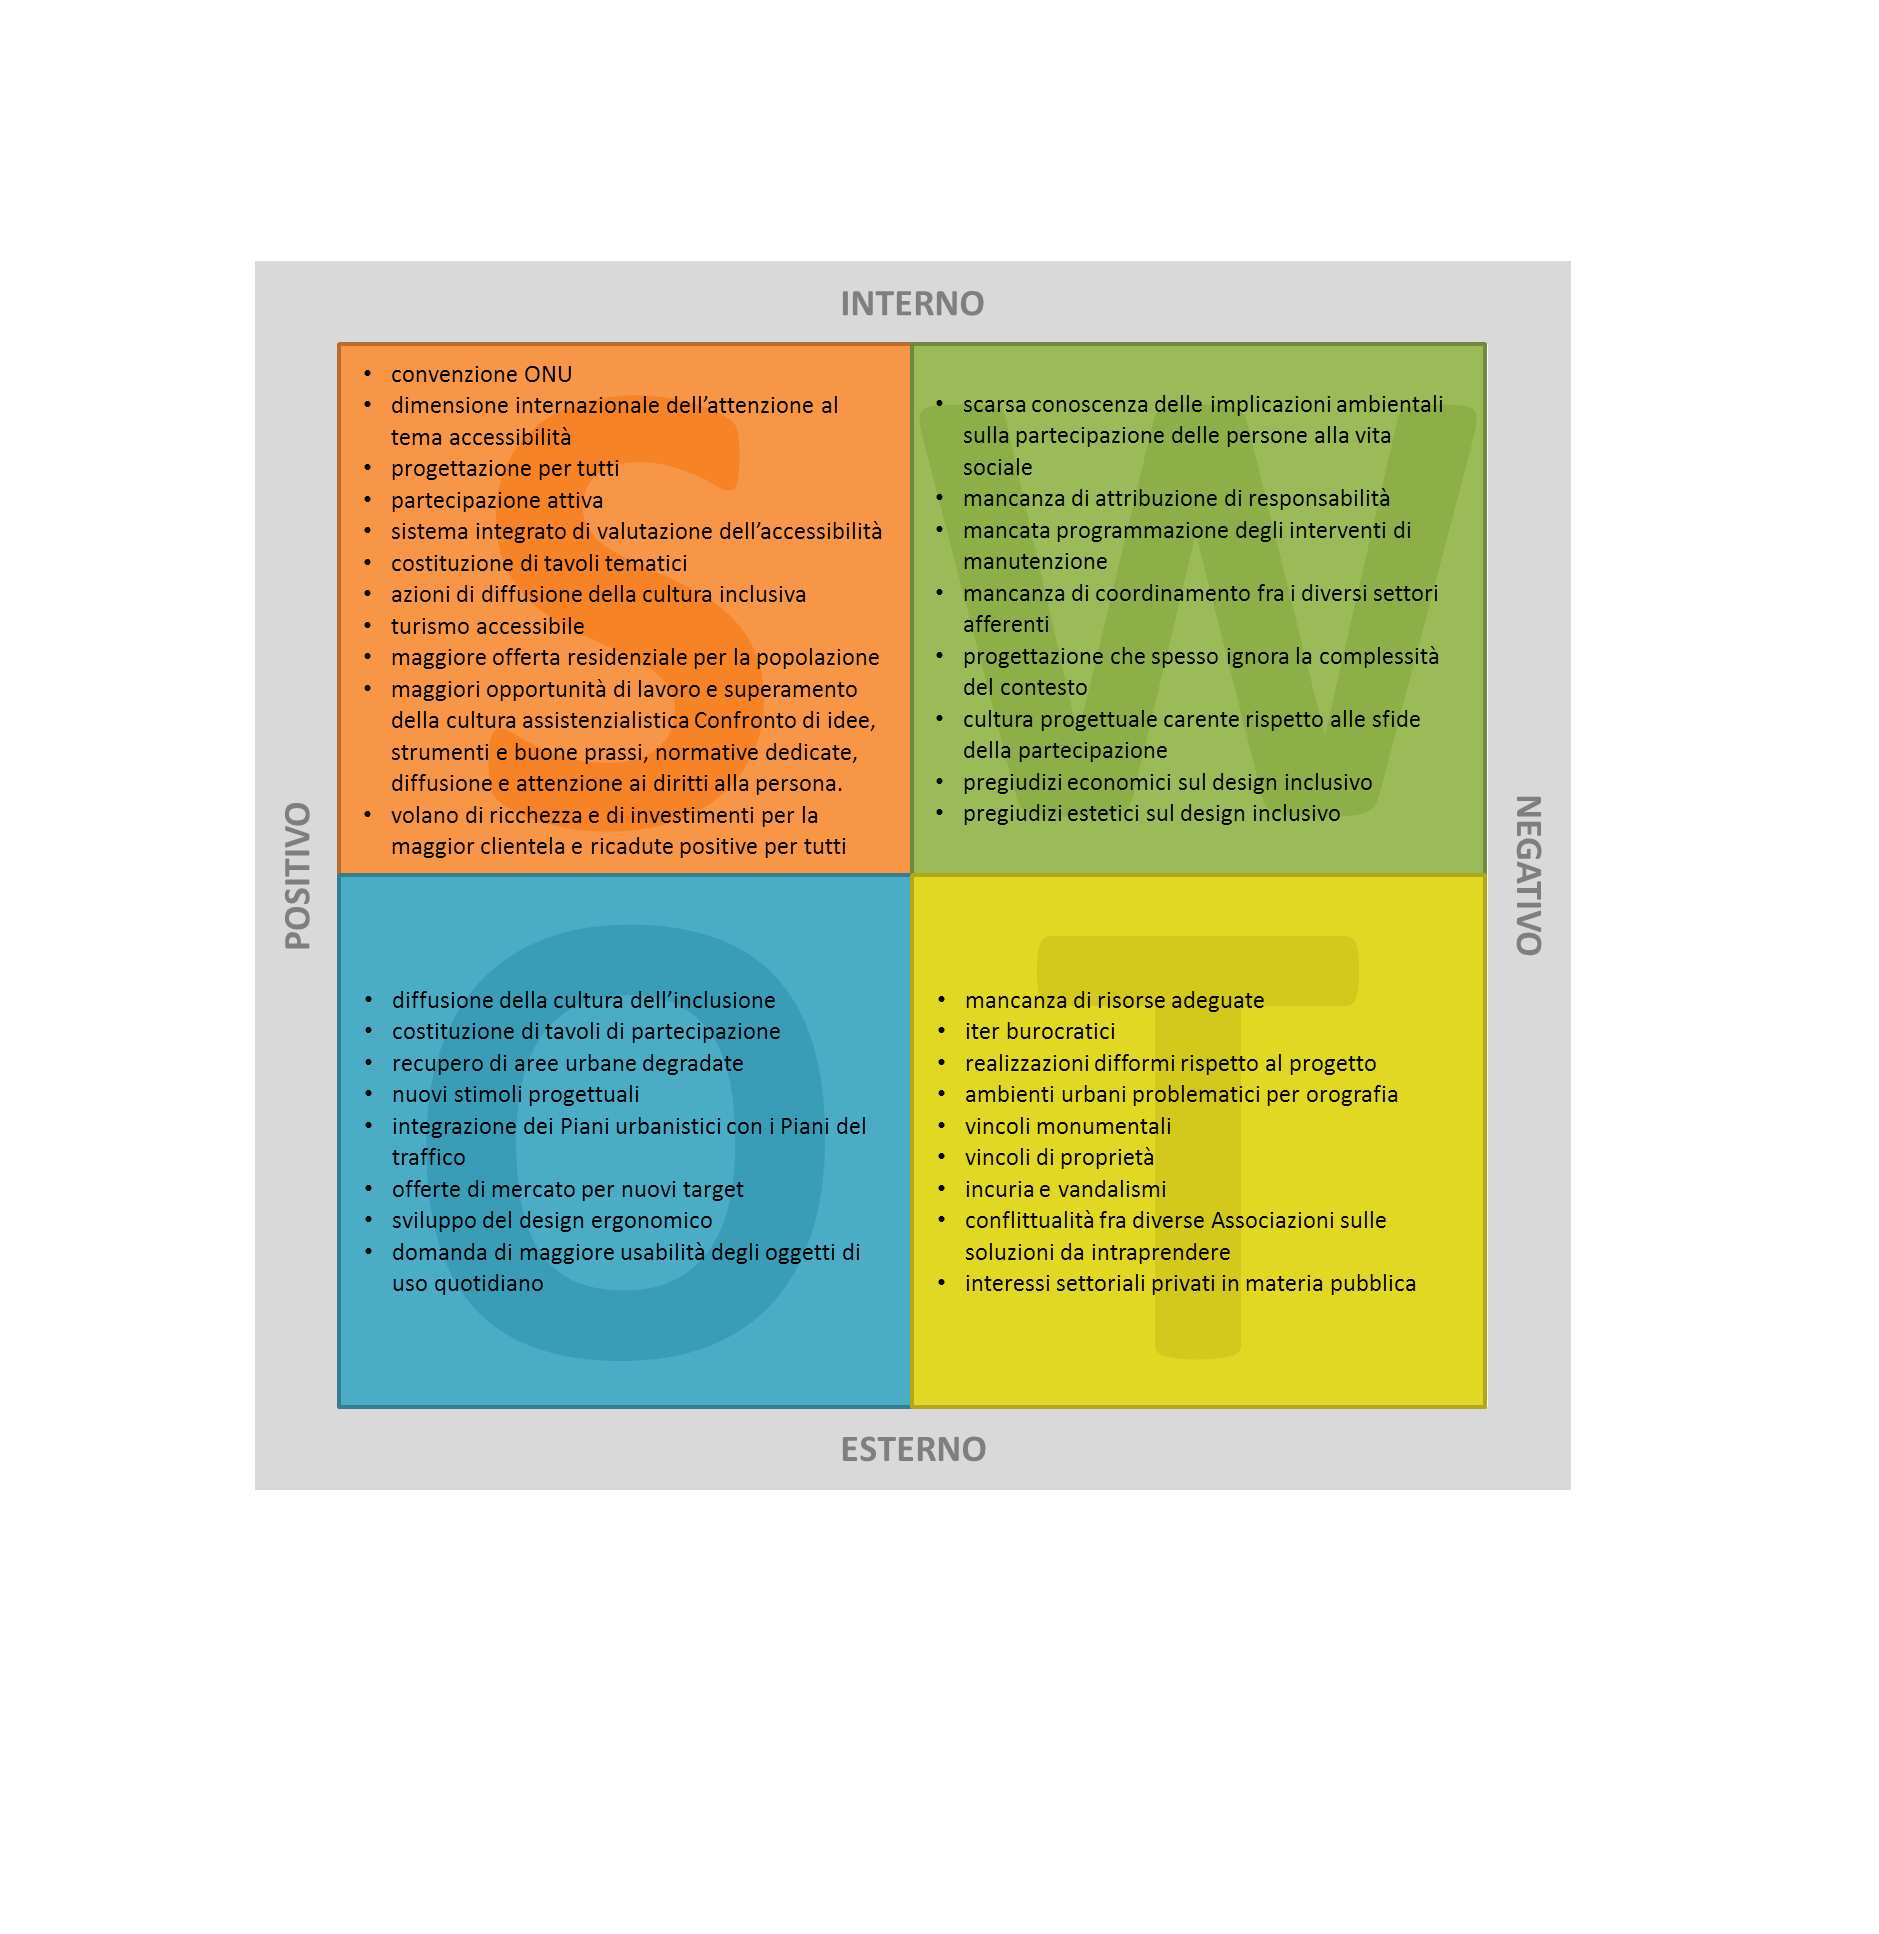 INTERNO
• convenzione ONU
• dimensione internazionale dell’attenzione al
tema accessibilità
• progettazione per tutti
• partecipazione attiva
• sistema integrato di valutazione dell’accessibilità
• costituzione di tavoli tematici
• azioni di diffusione della cultura inclusiva
• turismo accessibile
• maggiore offerta residenziale per la popolazione
• maggiori opportunità di lavoro e superamento
della cultura assistenzialistica Confronto di idee,
strumenti e buone prassi, normative dedicate,
diffusione e attenzione ai diritti alla persona.
• volano di ricchezza e di investimenti per la
maggior clientela e ricadute positive per tutti
S
• scarsa conoscenza delle implicazioni ambientali
sulla partecipazione delle persone alla vita
sociale
• mancanza di attribuzione di responsabilità
• mancata programmazione degli interventi di
manutenzione
• mancanza di coordinamento fra i diversi settori
afferenti
• progettazione che spesso ignora la complessità
del contesto
• cultura progettuale carente rispetto alle sfide
della partecipazione
• pregiudizi economici sul design inclusivo
• pregiudizi estetici sul design inclusivo
W
POSITIVO
NEGATIVO
• diffusione della cultura dell’inclusione
• costituzione di tavoli di partecipazione
• recupero di aree urbane degradate
• nuovi stimoli progettuali
• integrazione dei Piani urbanistici con i Piani del
traffico
• offerte di mercato per nuovi target
• sviluppo del design ergonomico
• domanda di maggiore usabilità degli oggetti di
uso quotidiano
O
• mancanza di risorse adeguate
• iter burocratici
• realizzazioni difformi rispetto al progetto
• ambienti urbani problematici per orografia
• vincoli monumentali
• vincoli di proprietà
• incuria e vandalismi
• conflittualità fra diverse Associazioni sulle
soluzioni da intraprendere
• interessi settoriali privati in materia pubblica
T
ESTERNO